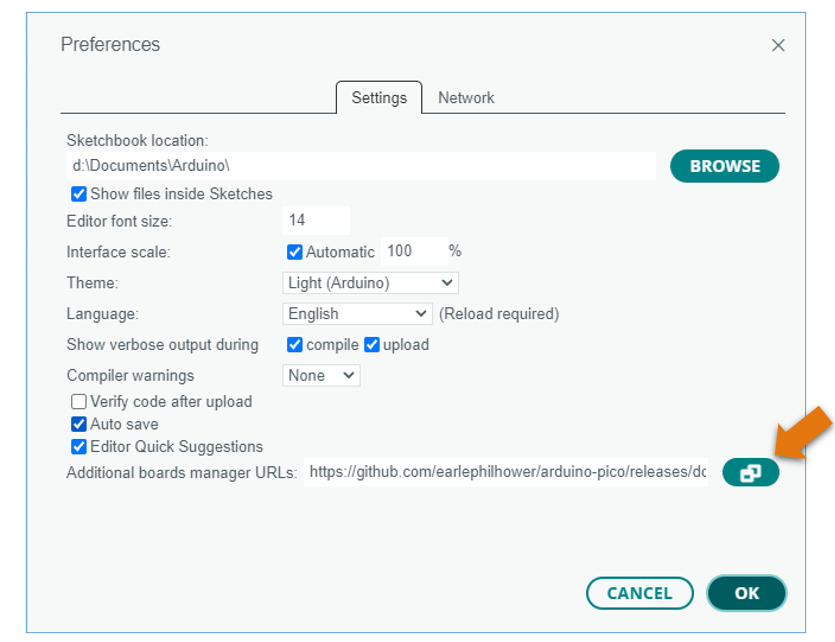 Preferences
Settings Network
Sketchbook location:
d:\Documents\Arduino\
BROWSE
Show files inside Sketches
Editor font size: 14
Interface scale: Automatic 100 %
Theme: Light (Arduino)
Language: English (Reload required)
Show verbose output during compile upload
Compiler warnings None
Verify code after upload
Auto save
Editor Quick Suggestions
Additional boards manager URLs: https://github.com/earlephilhower/arduino-pico/releases/dc
CANCEL OK